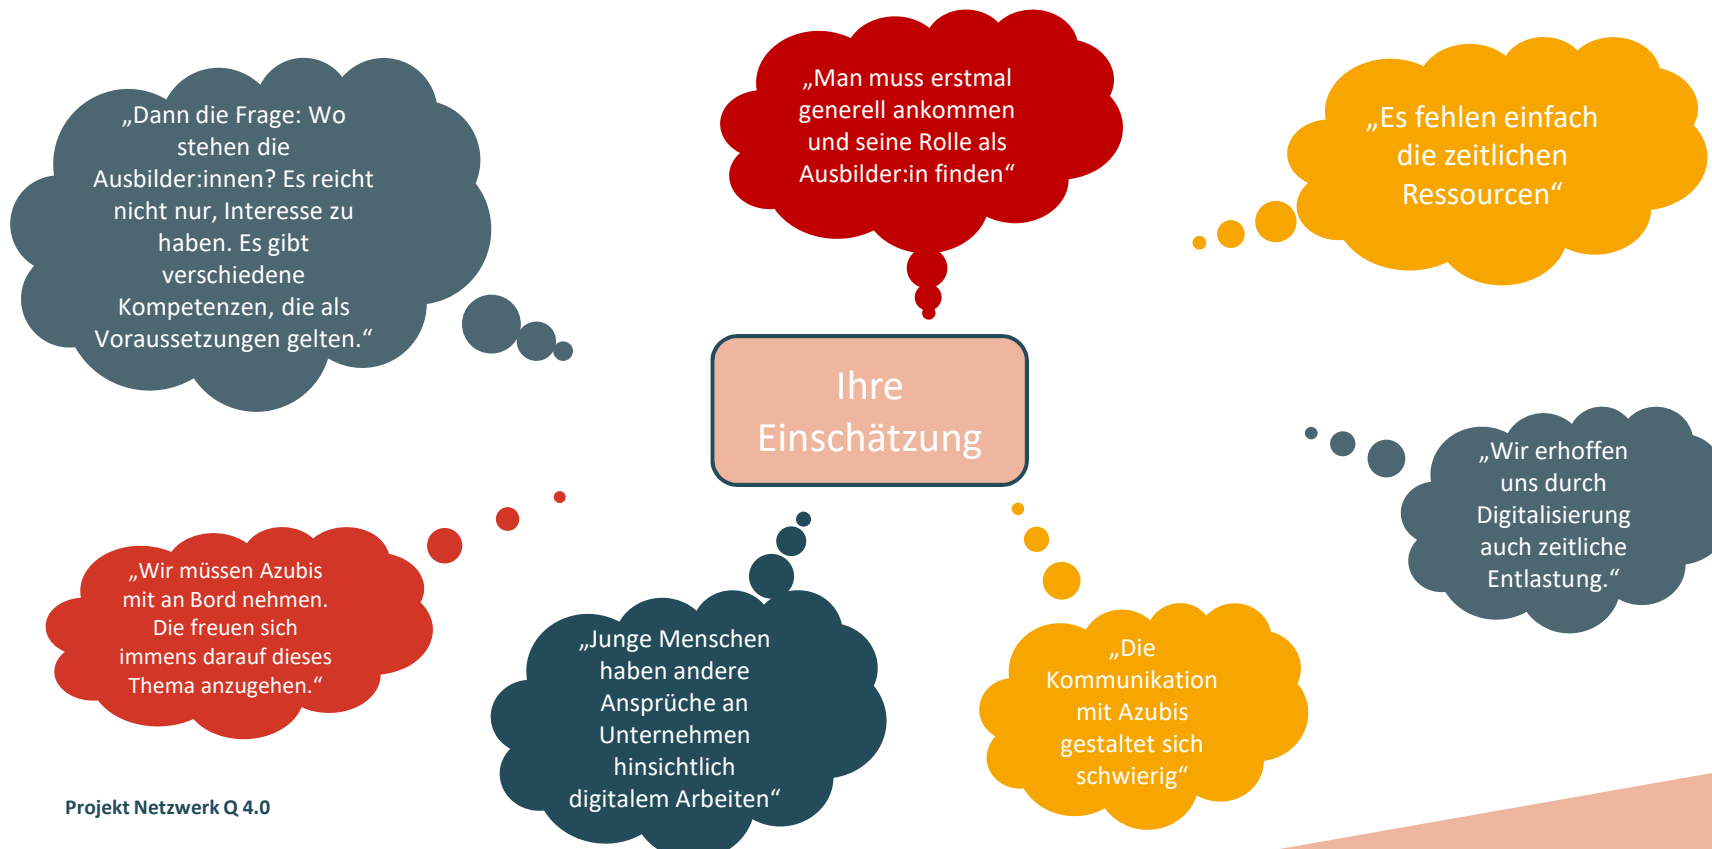 „Dann die Frage: Wo
stehen die
Ausbilder:innen? Es reicht
nicht nur, Interesse zu
haben. Es gibt
verschiedene
Kompetenzen, die als
Voraussetzungen gelten.“
„Man muss erstmal
generell ankommen
und seine Rolle als
Ausbilder:in finden“
„Es fehlen einfach
die zeitlichen
Ressourcen“
Ihre
Einschätzung
„Wir erhoffen
uns durch
Digitalisierung
auch zeitliche
Entlastung.“
„Wir müssen Azubis
mit an Bord nehmen.
Die freuen sich
immens darauf dieses
Thema anzugehen.“
„Junge Menschen
haben andere
Ansprüche an
Unternehmen
hinsichtlich
digitalem Arbeiten“
„Die
Kommunikation
mit Azubis
gestaltet sich
schwierig“
Projekt Netzwerk Q 4.0